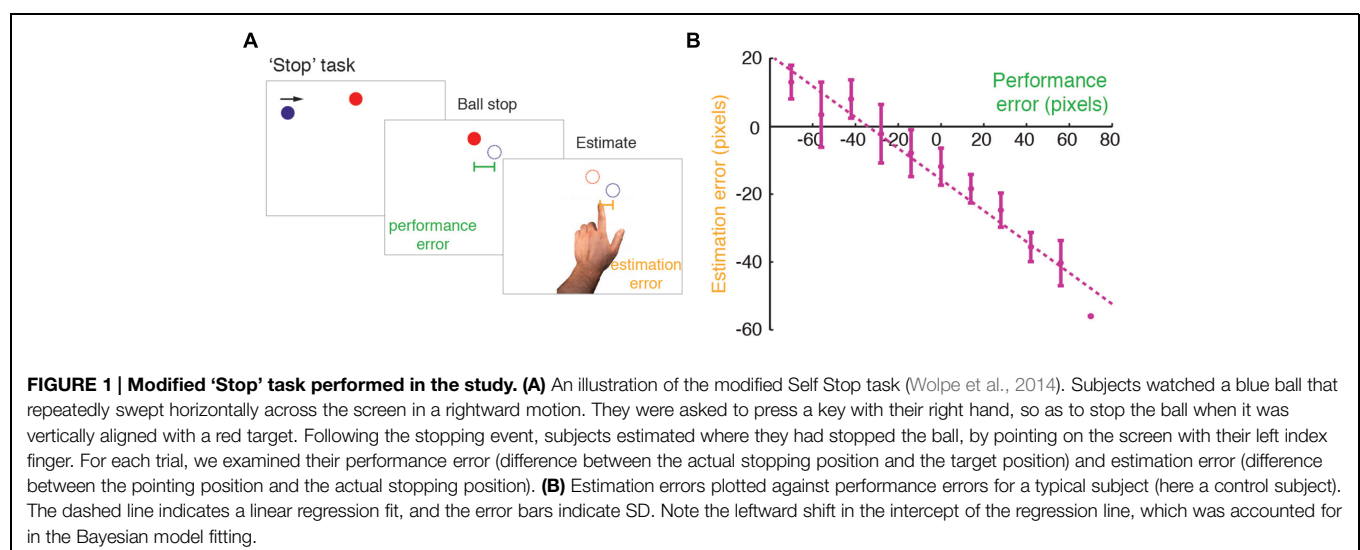 A
'Stop' task
Ball stop
Estimate
performance
error
estimation
error
B
20
0
-20
-40
-60
Estimation error (pixels)
Performance
error (pixels)
-60
-40
-20
0
20
40
60
80
FIGURE 1 | Modified ‘Stop’ task performed in the study. (A) An illustration of the modified Self Stop task (Wolpe et al., 2014). Subjects watched a blue ball that
repeatedly swept horizontally across the screen in a rightward motion. They were asked to press a key with their right hand, so as to stop the ball when it was
vertically aligned with a red target. Following the stopping event, subjects estimated where they had stopped the ball, by pointing on the screen with their left index
finger. For each trial, we examined their performance error (difference between the actual stopping position and the target position) and estimation error (difference
between the pointing position and the actual stopping position). (B) Estimation errors plotted against performance errors for a typical subject (here a control subject).
The dashed line indicates a linear regression fit, and the error bars indicate SD. Note the leftward shift in the intercept of the regression line, which was accounted for
in the Bayesian model fitting.